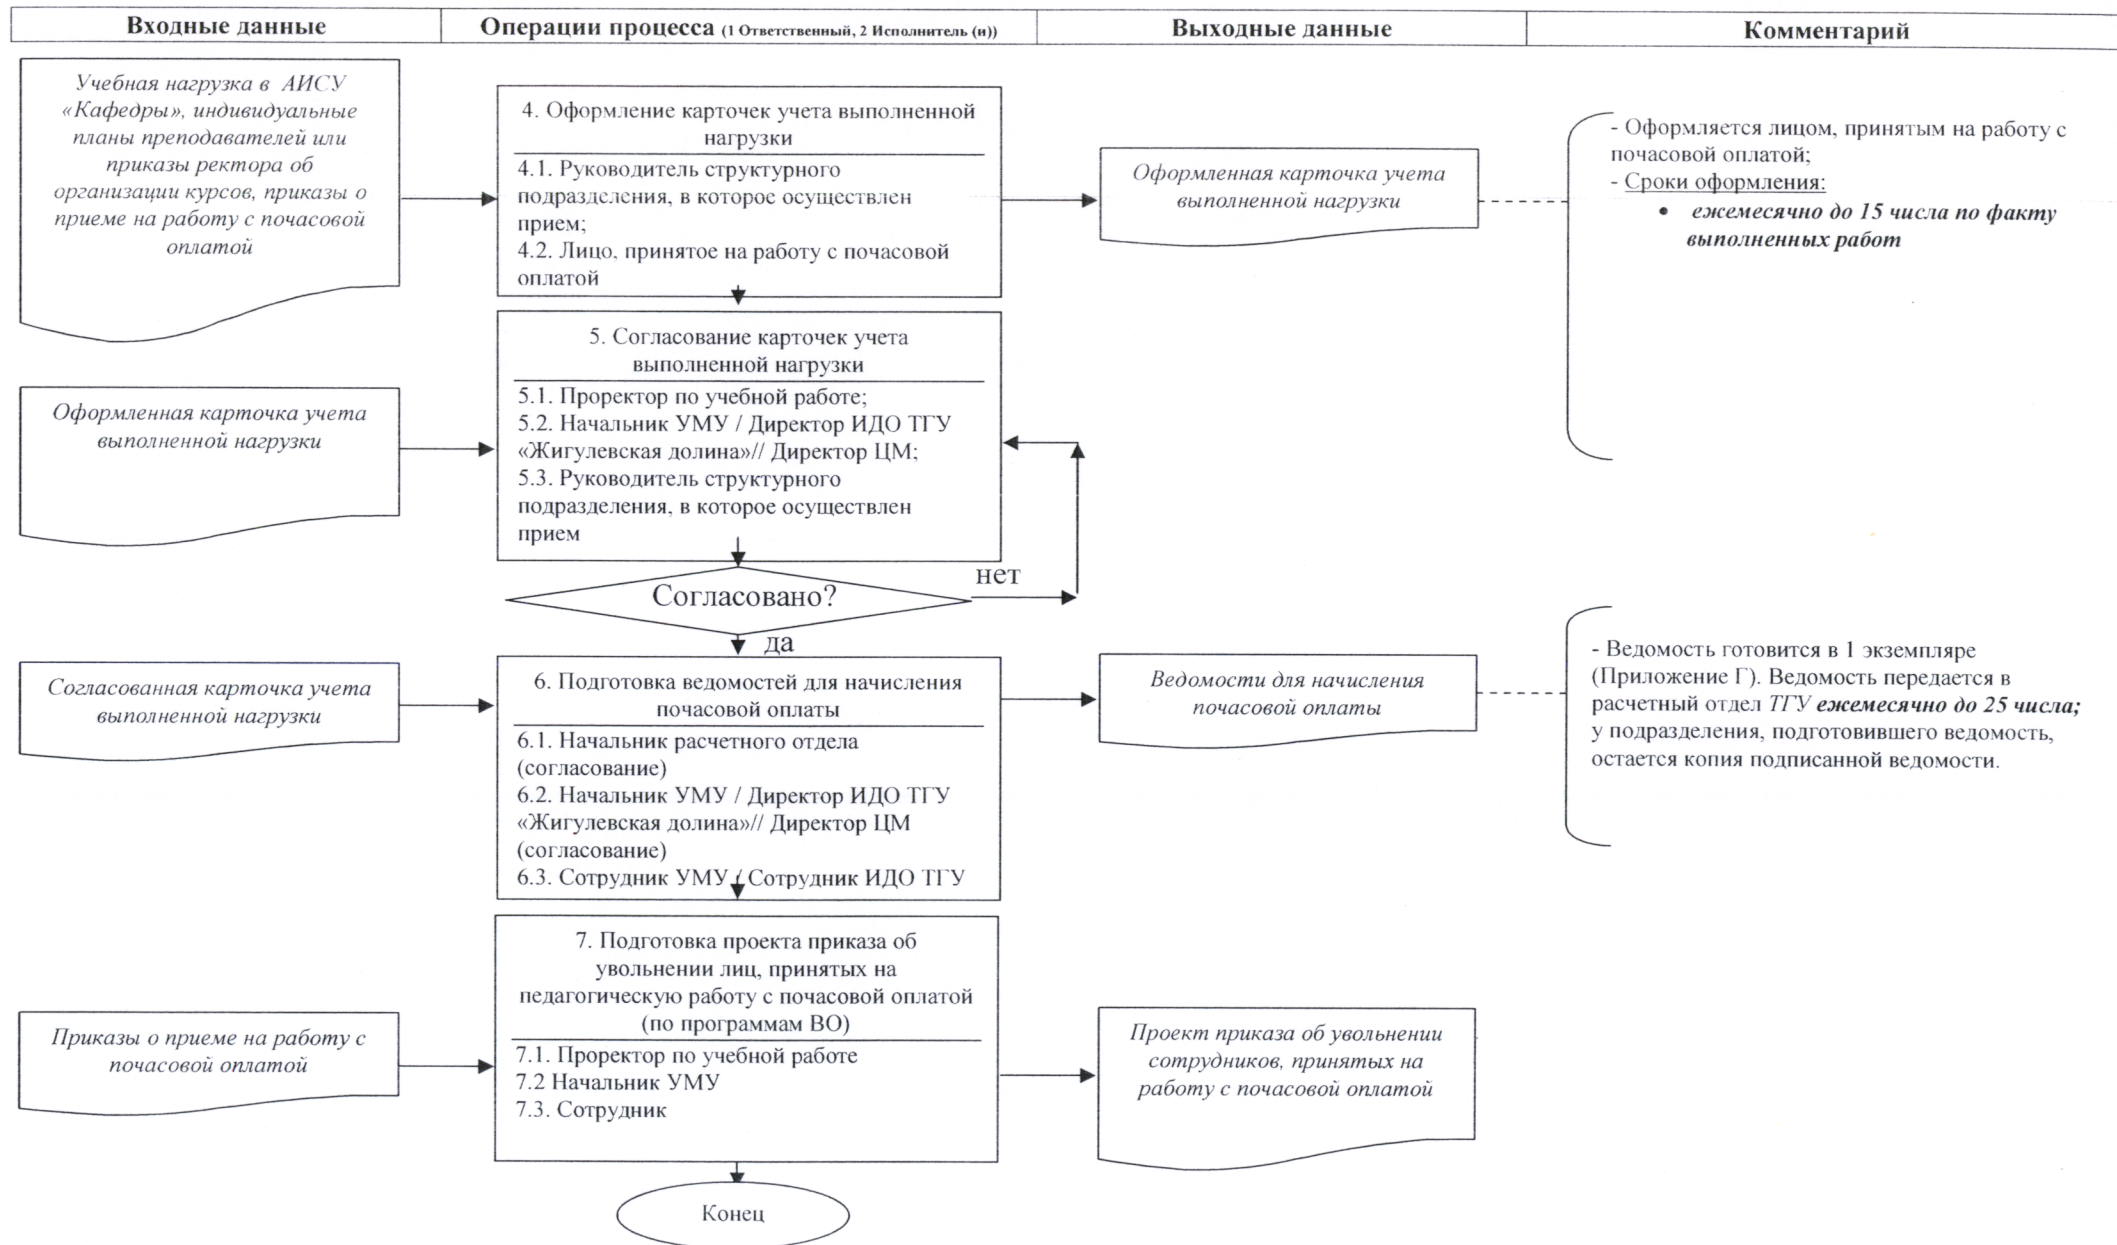 Входные данные
Операции процесса (1 Ответственный, 2 Исполнитель (и))
Выходные данные
Комментарий
Учебная нагрузка в АИСУ
«Кафедры», индивидуальные
планы преподавателей или
приказы ректора об
организации курсов, приказы о
приеме на работу с почасовой
оплатой
4. Оформление карточек учета выполненной
нагрузки
4.1. Руководитель структурного
подразделения, в которое осуществлен
прием;
4.2. Лицо, принятое на работу с почасовой
оплатой
Оформленная карточка учета
выполненной нагрузки
- Оформляется лицом, принятым на работу с
почасовой оплатой;
- Сроки оформления:
• ежемесячно до 15 числа по факту
выполненных работ
Оформленная карточка учета
выполненной нагрузки
5. Согласование карточек учета
выполненной нагрузки
5.1. Проректор по учебной работе;
5.2. Начальник УМУ / Директор ИДО ТГУ
«Жигулевская долина»// Директор ЦМ;
5.3. Руководитель структурного
подразделения, в которое осуществлен
прием
Согласовано?
нет
да
Согласованная карточка учета
выполненной нагрузки
6. Подготовка ведомостей для начисления
почасовой оплаты
6.1. Начальник расчетного отдела
(согласование)
6.2. Начальник УМУ / Директор ИДО ТГУ
«Жигулевская долина»// Директор ЦМ
(согласование)
6.3. Сотрудник УМУ / Сотрудник ИДО ТГУ
Ведомости для начисления
почасовой оплаты
- Ведомость готовится в 1 экземпляре
(Приложение Г). Ведомость передается в
расчетный отдел ТГУ ежемесячно до 25 числа;
у подразделения, подготовившего ведомость,
остается копия подписанной ведомости.
Приказы о приеме на работу с
почасовой оплатой
7. Подготовка проекта приказа об
увольнении лиц, принятых на
педагогическую работу с почасовой оплатой
(по программам ВО)
7.1. Проректор по учебной работе
7.2 Начальник УМУ
7.3. Сотрудник
Проект приказа об увольнении
сотрудников, принятых на
работу с почасовой оплатой
Конец